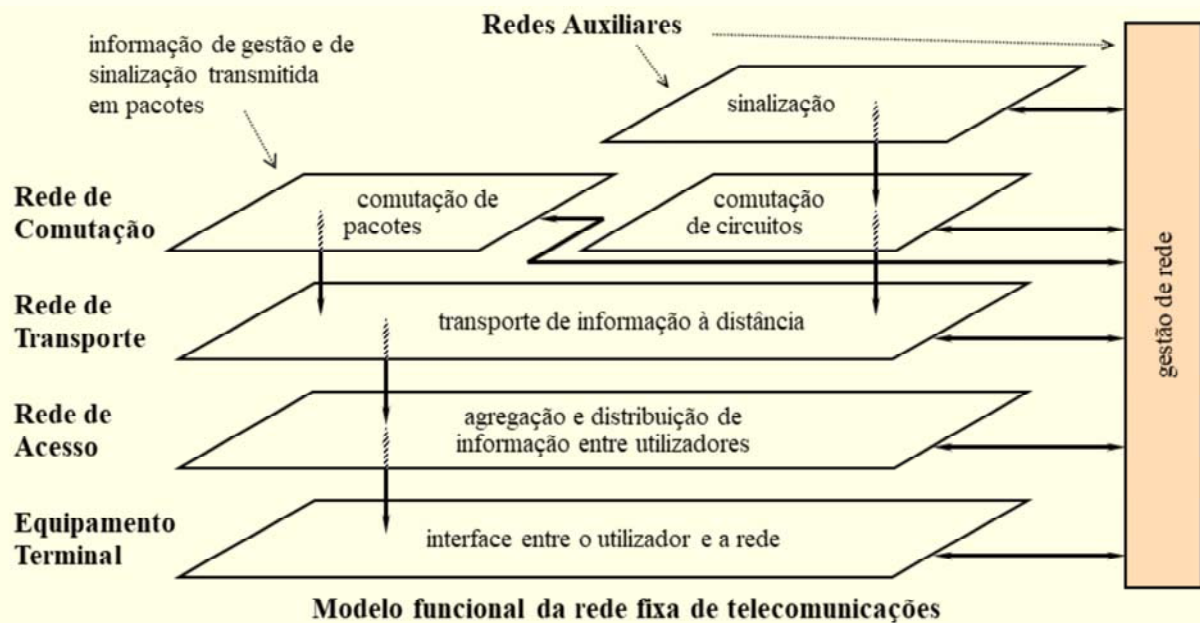 Redes Auxiliares
informação de gestão e de
sinalização transmitida
em pacotes
sinalização
Rede de
Comutação
comutação de
pacotes
comutação
de circuitos
Rede de
Transporte
transporte de informação à distância
Rede de
Acesso
agregação e distribuição de
informação entre utilizadores
Equipamento
Terminal
interface entre o utilizador e a rede
gestão de rede
Modelo funcional da rede fixa de telecomunicações